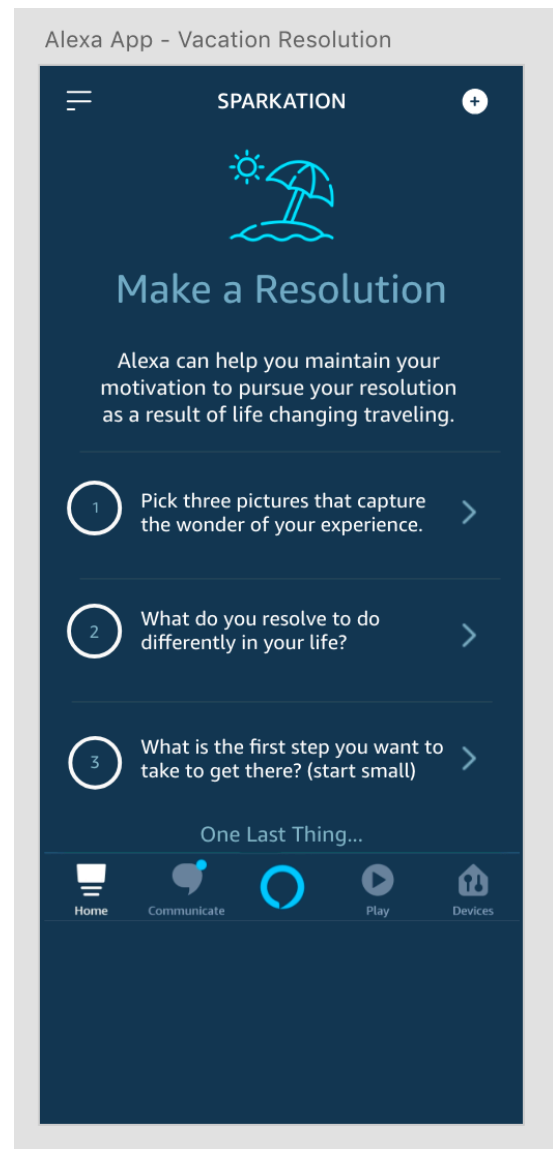 Alexa App - Vacation Resolution
SPARKATION
Make a Resolution
Alexa can help you maintain your
motivation to pursue your resolution
as a result of life changing traveling.
1
Pick three pictures that capture
the wonder of your experience.
2
What do you resolve to do
differently in your life?
3
What is the first step you want to
take to get there? (start small)
One Last Thing...
Home
Communicate
Play
Devices